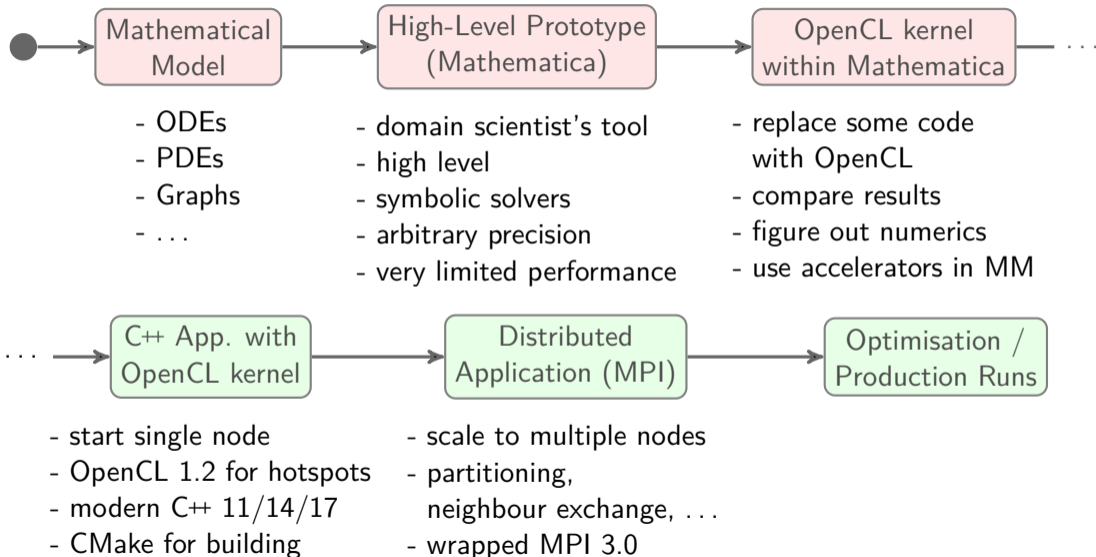 Mathematical
Model
High-Level Prototype
(Mathematica)
OpenCL kernel
within Mathematica
. . .
- ODEs
- PDEs
- Graphs
- . . .
- domain scientist's tool
- high level
- symbolic solvers
- arbitrary precision
- very limited performance
- replace some code
with OpenCL
- compare results
- figure out numerics
- use accelerators in MM
. . .
C++ App. with
OpenCL kernel
Distributed
Application (MPI)
Optimisation /
Production Runs
- start single node
- OpenCL 1.2 for hotspots
- modern C++ 11/14/17
- CMake for building
- scale to multiple nodes
- partitioning,
neighbour exchange, . . .
- wrapped MPI 3.0